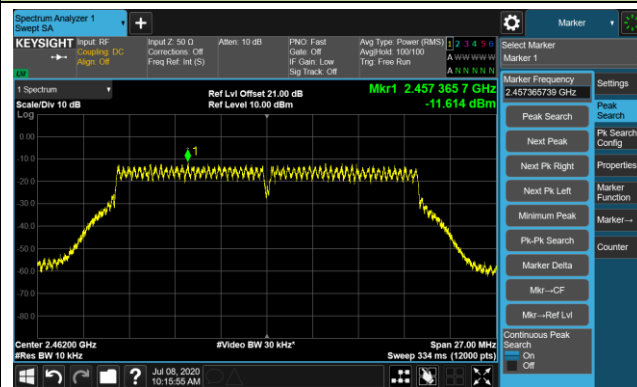 Spectrum Analyzer 1
Swept SA
Marker
KEYSIGHT
Input: RF
Coupling: DC
Align: Off
Input Z: 50 Ω
Corrections: Off
Freq Ref: Int (S)
Atten: 10 dB
PNO: Fast
Gate: Off
IF Gain: Low
Sig Track: Off
Avg Type: Power (RMS)
Avg|Hold: 100/100
Trig: Free Run
1 2 3 4 5 6
A W W W W W
A N N N N N
LXI
Select Marker
Marker 1
1 Spectrum
Scale/Div 10 dB
Ref Lvl Offset 21.00 dB
Ref Level 10.00 dBm
Mkr1 2.457 365 7 GHz
-11.614 dBm
Log
0.00
-10.0
-20.0
-30.0
-40.0
-50.0
-60.0
-70.0
-80.0
1
Marker Frequency
2.457365739 GHz
Peak Search
Next Peak
Next Pk Right
Next Pk Left
Minimum Peak
Pk-Pk Search
Marker Delta
Mkr→CF
Mkr→Ref Lvl
Continuous Peak
Search
On
Off
Settings
Peak
Search
Pk Search
Config
Properties
Marker
Function
Marker→
Counter
Center 2.46200 GHz
#Res BW 10 kHz
#Video BW 30 kHz*
Span 27.00 MHz
Sweep 334 ms (12000 pts)
?
Jul 08, 2020
10:15:55 AM